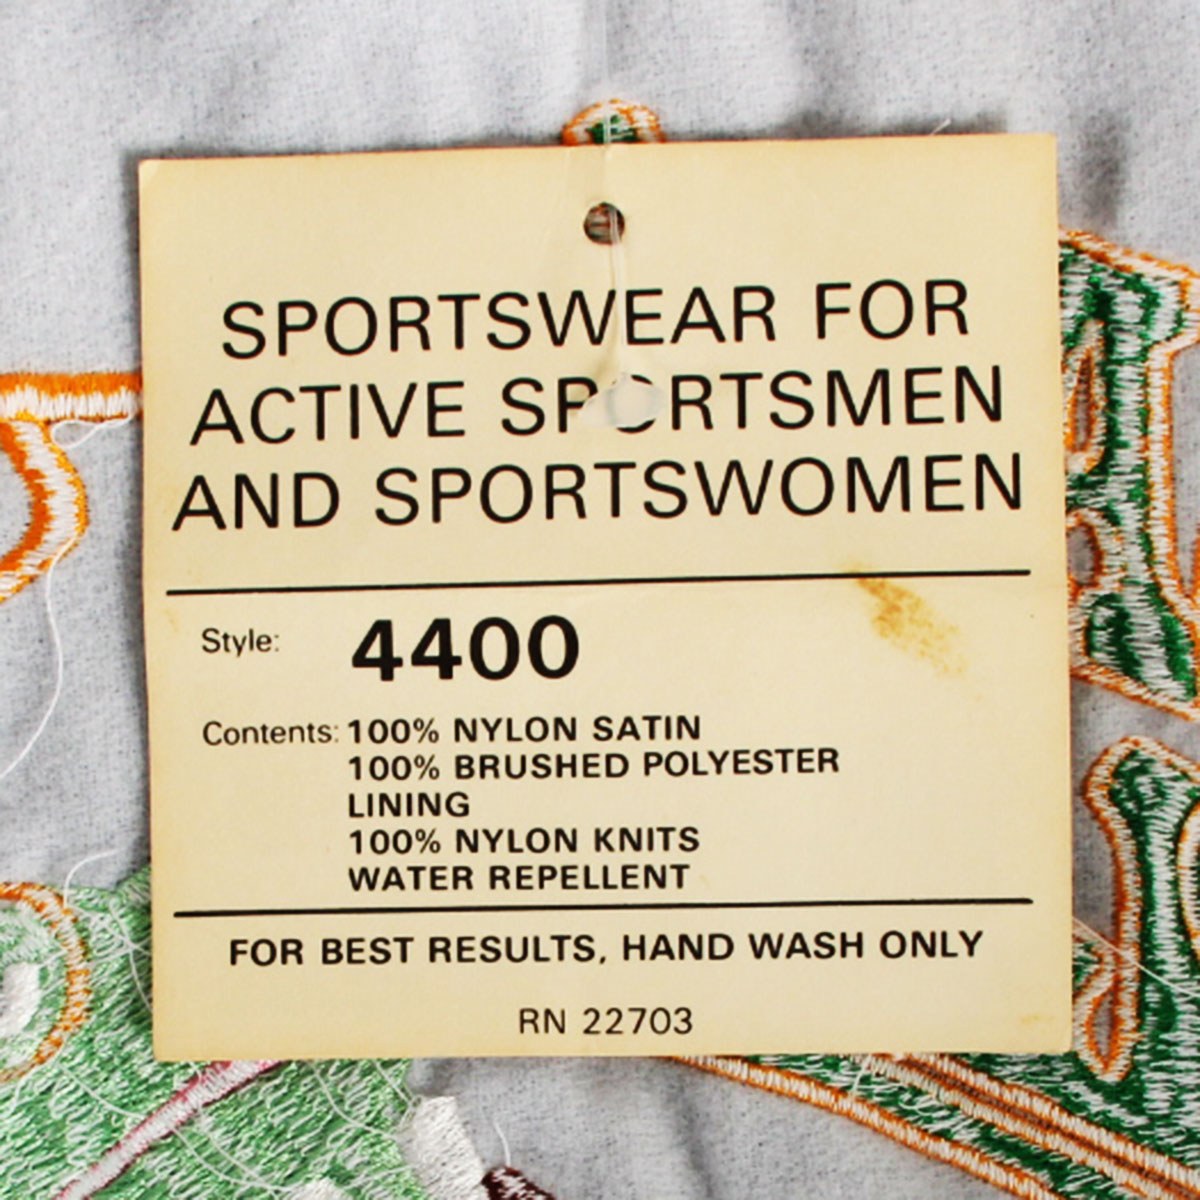 SPORTSWEAR FOR
ACTIVE SPORTSMEN
AND SPORTSWOMEN
Style: 4400
Contents: 100% NYLON SATIN
100% BRUSHED POLYESTER
LINING
100% NYLON KNITS
WATER REPELLENT
FOR BEST RESULTS, HAND WASH ONLY
RN 22703